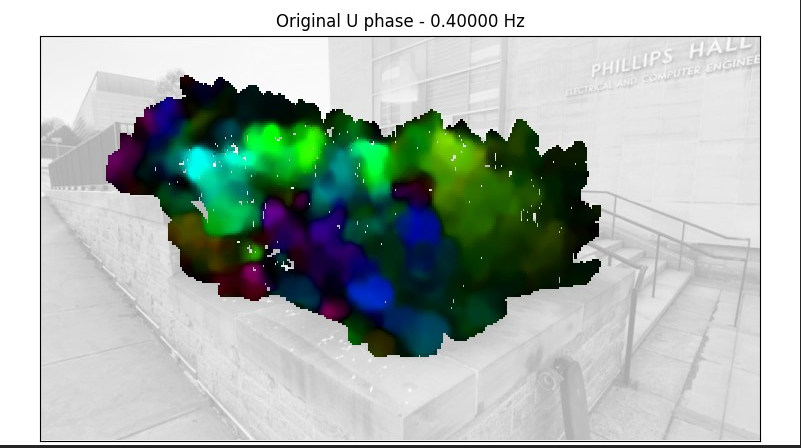 Original U phase - 0.40000 Hz
PHILLIPS HALL
ELECTRICAL AND COMPUTER ENGINEE